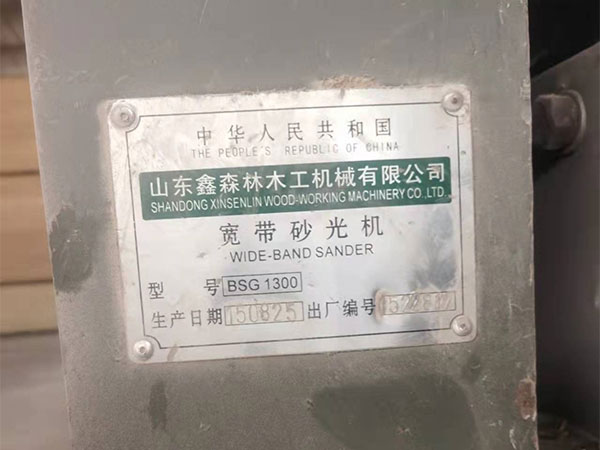 中华人民共和国
THE PEOPLE'S REPUBLIC OF CHINA
山东鑫森林木工机械有限公司
SHANDONG XINSENLIN WOOD-WORKING MACHINERY CO.,LTD.
宽带砂光机
WIDE-BAND SANDER
型 号 BSG 1300
生产日期 150825 出厂编号